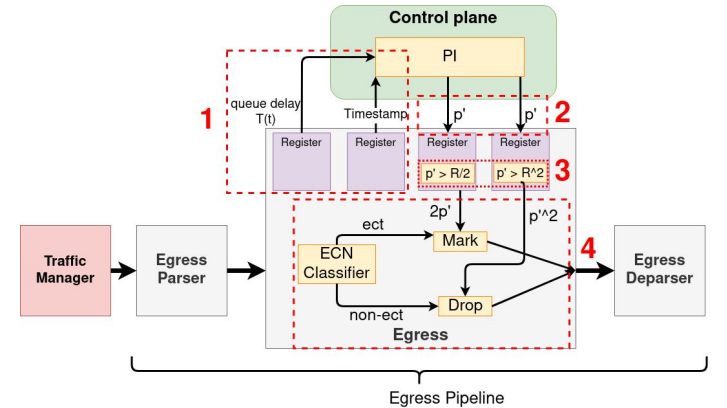 Control plane
PI
1
queue delay
T(t)
Timestamp
p'
p'
2
Register
Register
Register
Register
p' > R/2
p' > R^2
3
2p'
p'^2
ect
Mark
4
ECN
Classifier
Drop
non-ect
Egress
Traffic
Manager
Egress
Parser
Egress
Deparser
Egress Pipeline